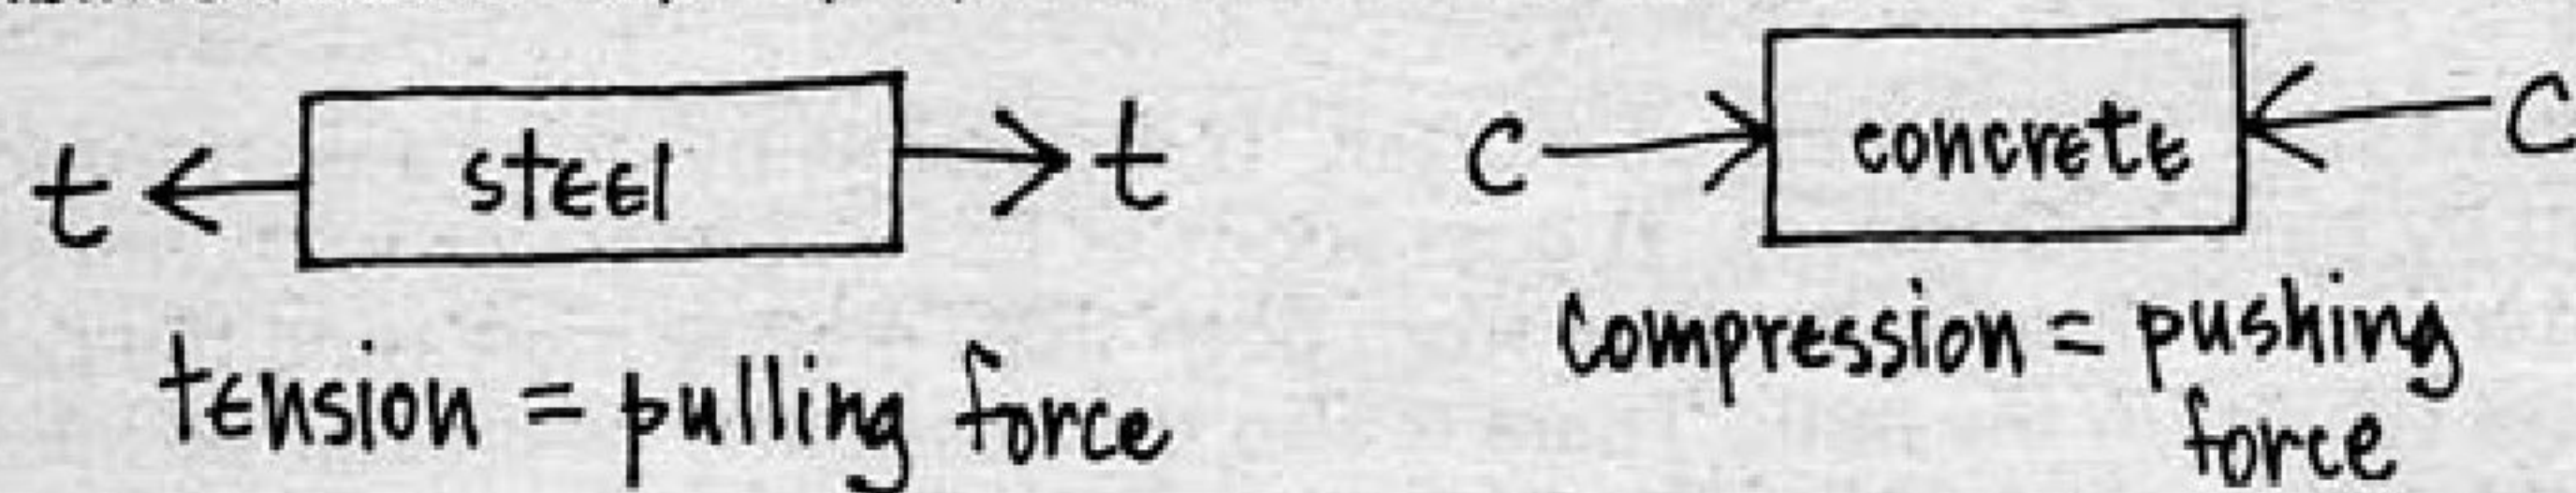 t steel t
c concrete c
tension = pulling force
compression = pushing
force